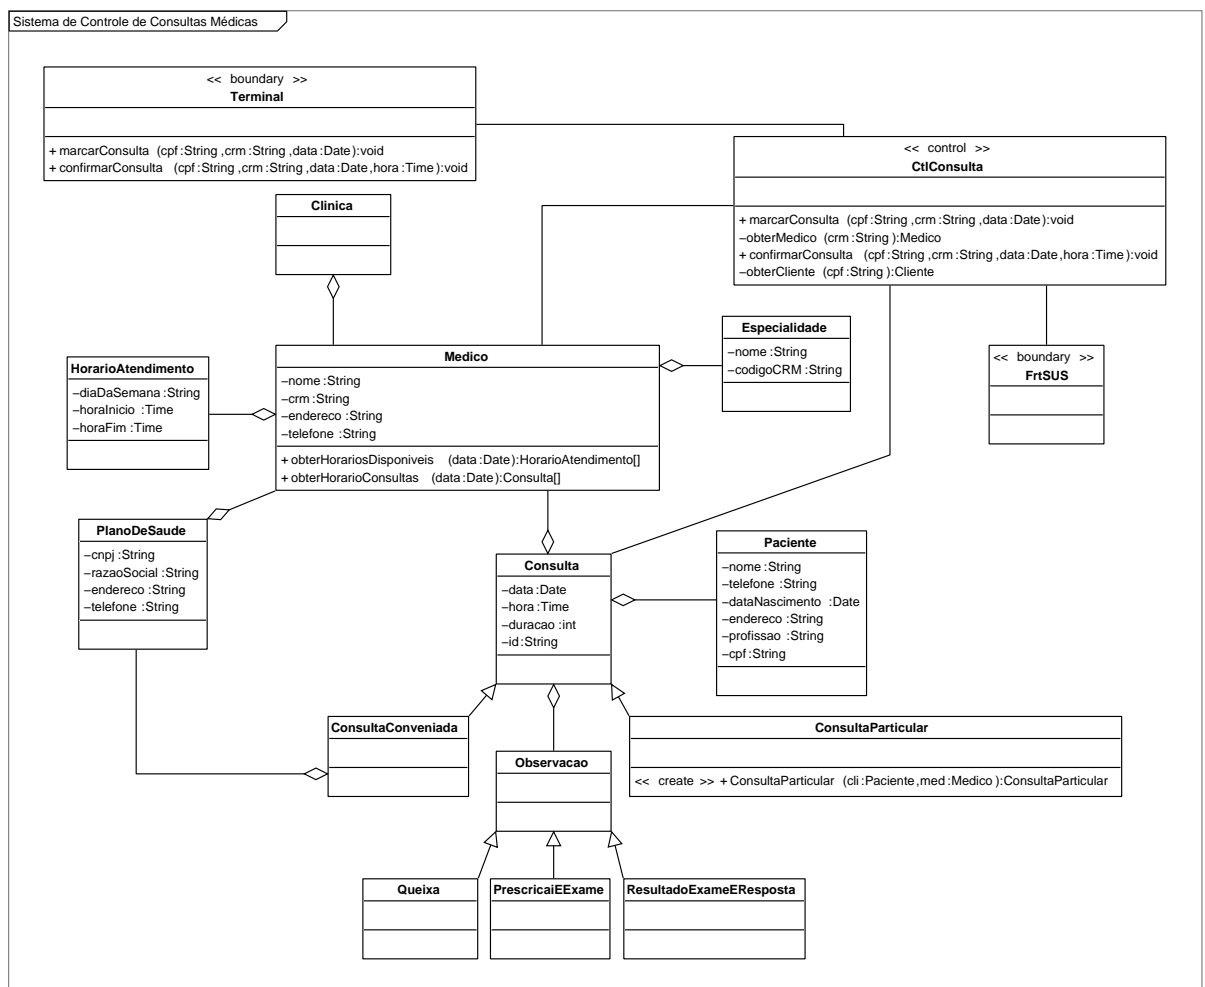 Sistema de Controle de Consultas Médicas
<< boundary >>
Terminal
+ marcarConsulta (cpf:String,crm:String,data:Date):void
+ confirmarConsulta (cpf:String,crm:String,data:Date,hora:Time):void
<< control >>
CtlConsulta
+ marcarConsulta (cpf:String,crm:String,data:Date):void
–obterMedico (crm:String):Medico
+ confirmarConsulta (cpf:String,crm:String,data:Date,hora:Time):void
–obterCliente (cpf:String):Cliente
Clinica
Especialidade
–nome:String
–codigoCRM:String
<< boundary >>
FrtSUS
Medico
–nome:String
–crm:String
–endereco:String
–telefone:String
+ obterHorariosDisponiveis (data:Date):HorarioAtendimento[]
+ obterHorarioConsultas (data:Date):Consulta[]
HorarioAtendimento
–diaDaSemana:String
–horaInicio :Time
–horaFim:Time
PlanoDeSaude
–cnpj:String
–razaoSocial:String
–endereco:String
–telefone:String
Consulta
–data:Date
–hora:Time
–duracao:int
–id:String
Paciente
–nome:String
–telefone:String
–dataNascimento :Date
–endereco:String
–profissao:String
–cpf:String
ConsultaConveniada
ConsultaParticular
<< create >> + ConsultaParticular (cli:Paciente,med:Medico):ConsultaParticular
Observacao
Queixa
PrescricaiEExame
ResultadoExameEResposta